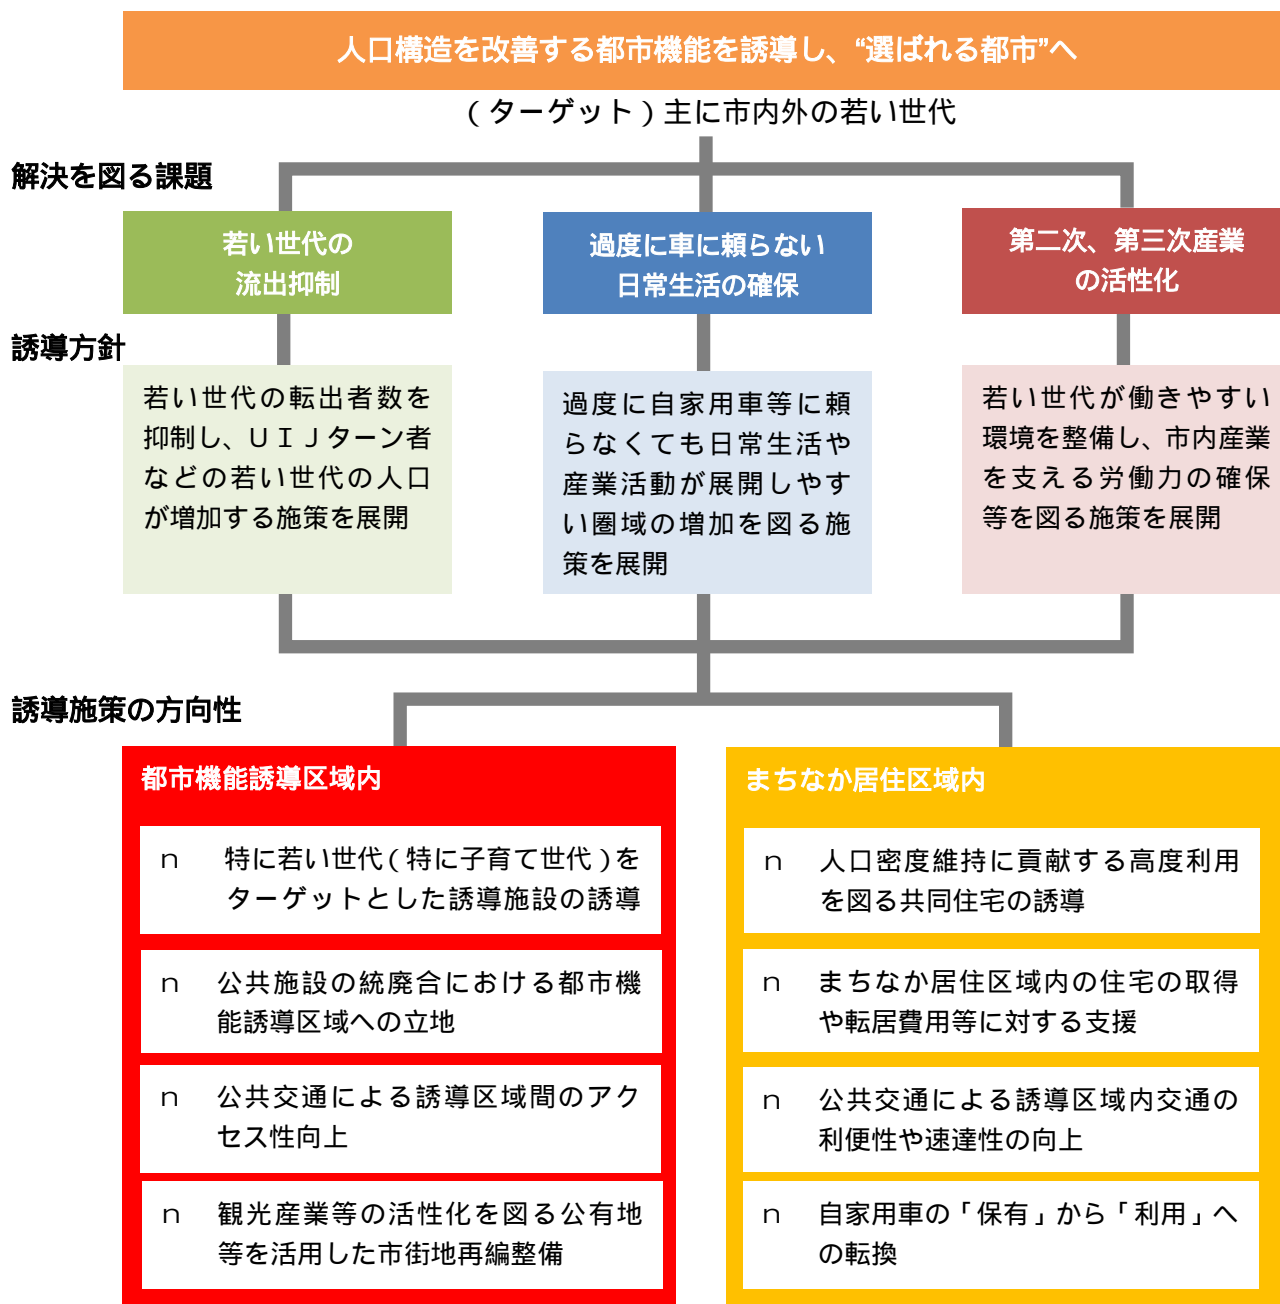 人口構造を改善する都市機能を誘導し、“選ばれる都市”へ
(ターゲット)主に市内外の若い世代
解決を図る課題
若い世代の
流出抑制
過度に車に頼らない
日常生活の確保
第二次、第三次産業
の活性化
誘導方針
若い世代の転出者数を
抑制し、UIJターン者
などの若い世代の人口
が増加する施策を展開
過度に自家用車等に頼
らなくても日常生活や
産業活動が展開しやす
い圏域の増加を図る施
策を展開
若い世代が働きやすい
環境を整備し、市内産業
を支える労働力の確保
等を図る施策を展開
誘導施策の方向性
都市機能誘導区域内
n 特に若い世代(特に子育て世代)を
ターゲットとした誘導施設の誘導
n 公共施設の統廃合における都市機
能誘導区域への立地
n 公共交通による誘導区域間のアク
セス性向上
n 観光産業等の活性化を図る公有地
等を活用した市街地再編整備
まちなか居住区域内
n 人口密度維持に貢献する高度利用
を図る共同住宅の誘導
n まちなか居住区域内の住宅の取得
や転居費用等に対する支援
n 公共交通による誘導区域内交通の
利便性や速達性の向上
n 自家用車の「保有」から「利用」へ
の転換